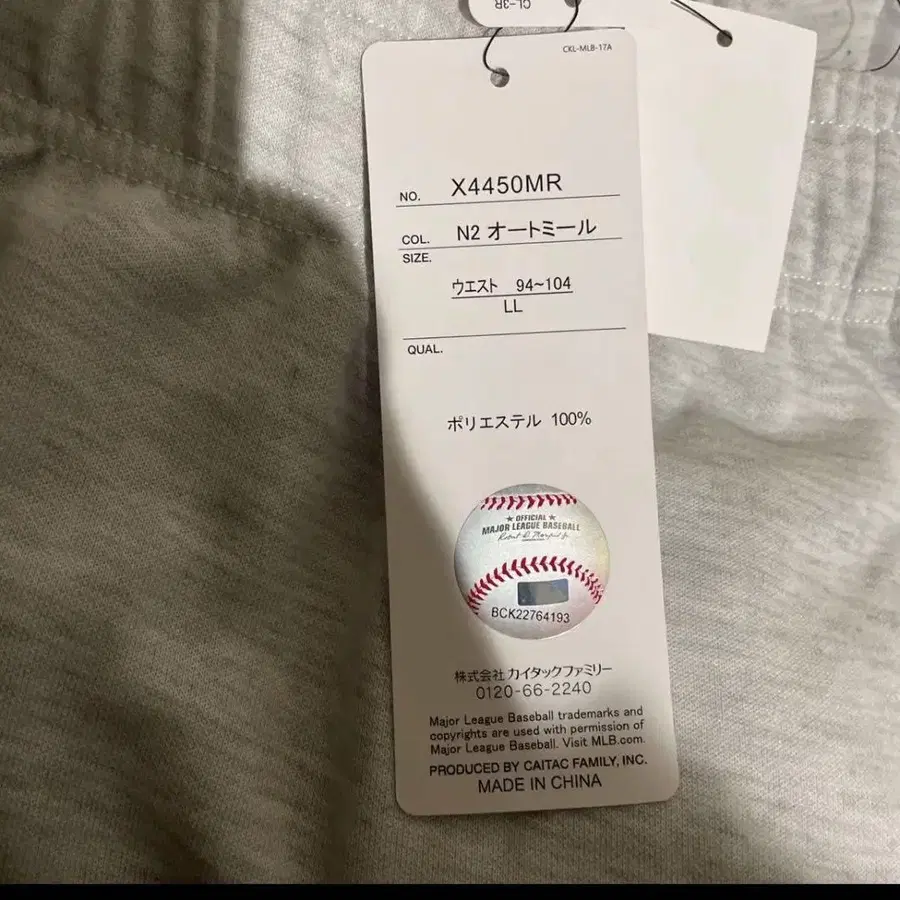 CL-3R
CKL-MLB-17A
NO. X4450MR
COL. N2 オートミール
SIZE.
ウエスト 94~104
LL
QUAL.
ポリエステル 100%
★ OFFICIAL ★
MAJOR LEAGUE BASEBALL
BCK22764193
株式会社 カイタックファミリー
0120-66-2240
Major League Baseball trademarks and
copyrights are used with permission of
Major League Baseball. Visit MLB.com.
PRODUCED BY CAITAC FAMILY, INC.
MADE IN CHINA